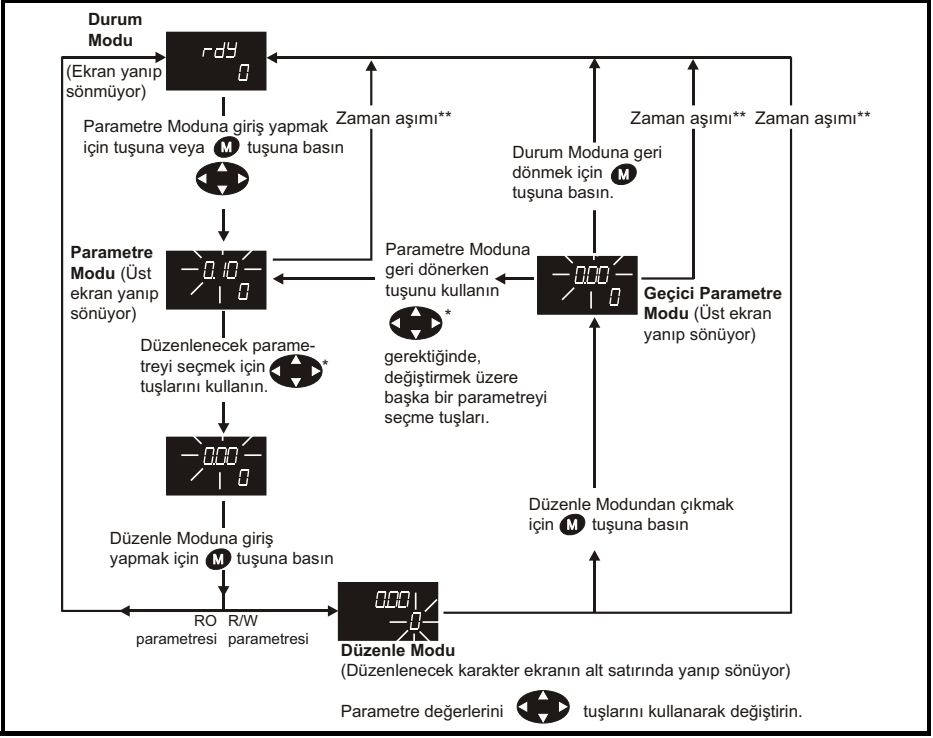 Durum
Modu
(Ekran yanıp
sönmüyor)
rdY
0
Parametre Moduna giriş yapmak
için tuşuna veya M tuşuna basın
Zaman aşımı**
Zaman aşımı**
Zaman aşımı**
Durum Moduna geri
dönmek için M
tuşuna basın.
Parametre
Modu (Üst
ekran yanıp
sönüyor)
0.10
0
Parametre Moduna
geri dönerken
tuşunu kullanın
*
gerektiğinde,
değiştirmek üzere
başka bir parametreyi
seçme tuşları.
0.00
0
Geçici Parametre
Modu (Üst ekran
yanıp sönüyor)
Düzenlenecek parame-
treyi seçmek için *
tuşlarını kullanın.
0.00
0
Düzenle Modundan çıkmak
için M tuşuna basın
Düzenle Moduna giriş
yapmak için M tuşuna basın
RO
parametresi
R/W
parametresi
0.00
0
Düzenle Modu
(Düzenlenecek karakter ekranın alt satırında yanıp sönüyor)
Parametre değerlerini tuşlarını kullanarak değiştirin.